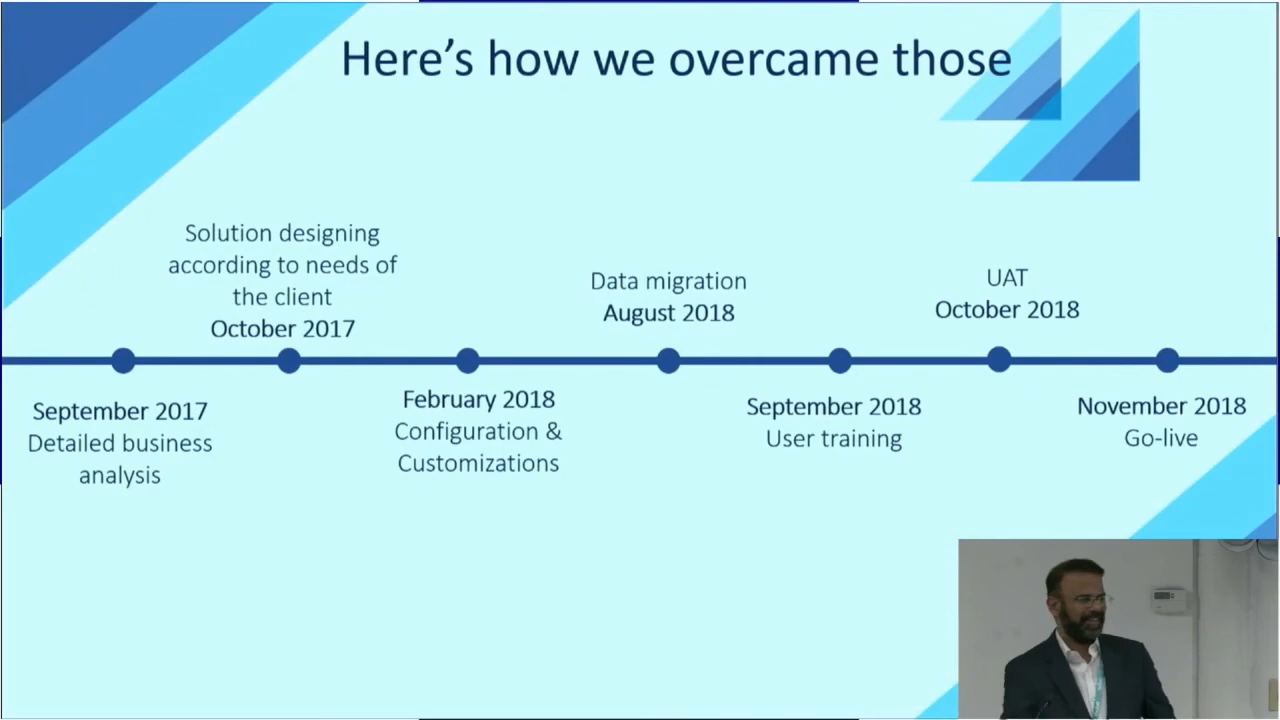 Here's how we overcame those
Solution designing
according to needs of
the client
October 2017
Data migration
August 2018
UAT
October 2018
September 2017
Detailed business
analysis
February 2018
Configuration &
Customizations
September 2018
User training
November 2018
Go-live